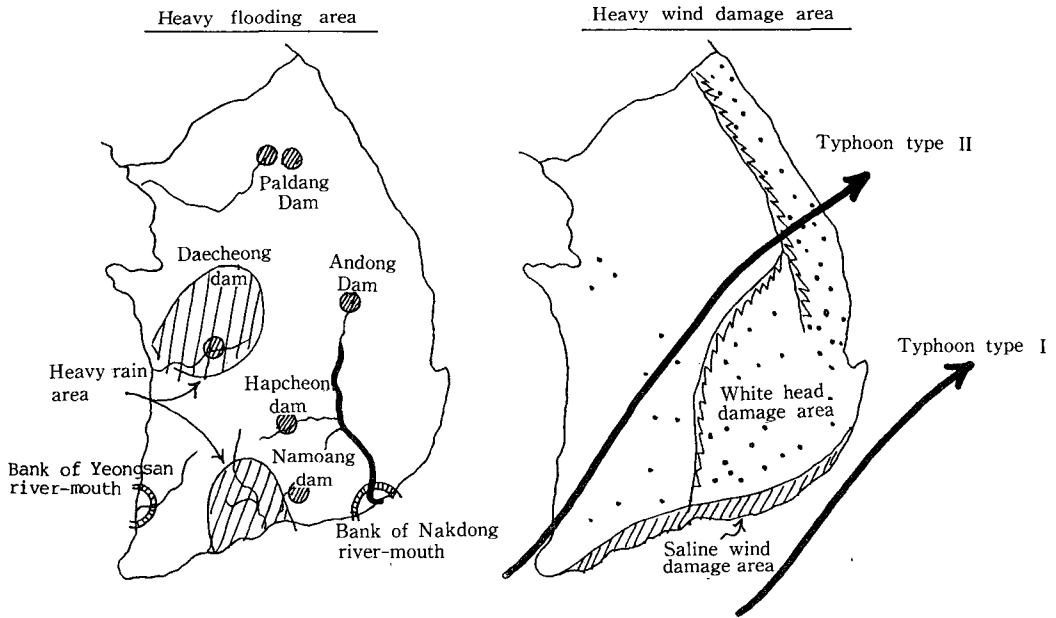 Heavy flooding area
Paldang
Dam
Daecheong
dam
Andong
Dam
Heavy rain
area
Hapcheon
dam
Namoang
dam
Bank of Yeongsan
river-mouth
Bank of Nakdong
river-mouth
Heavy wind damage area
Typhoon type II
Typhoon type I
White head
damage area
Saline wind
damage area